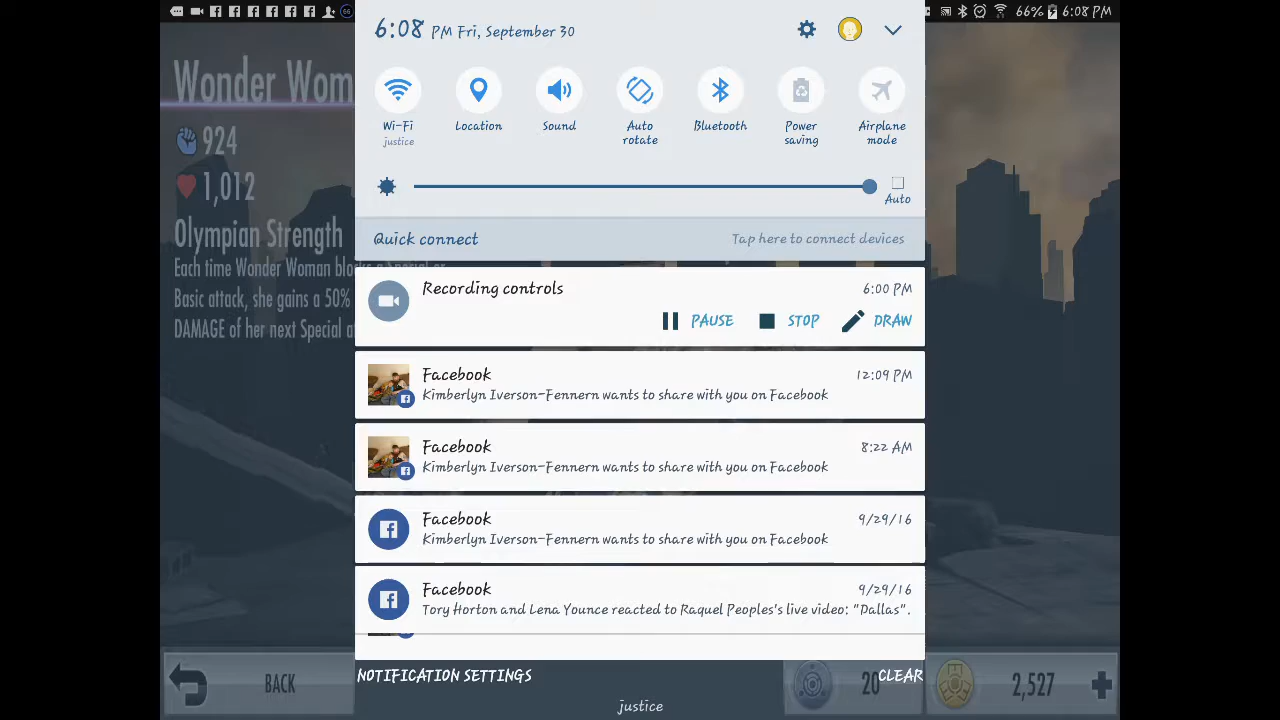 66
66% 6:08 PM
6:08 PM Fri, September 30
Wi-Fi
justice
Location
Sound
Auto
rotate
Bluetooth
Power
saving
Airplane
mode
Auto
Quick connect
Tap here to connect devices
Recording controls
6:00 PM
PAUSE
STOP
DRAW
Facebook
12:09 PM
Kimberlyn Iverson-Fennern wants to share with you on Facebook
Facebook
8:22 AM
Kimberlyn Iverson-Fennern wants to share with you on Facebook
Facebook
9/29/16
Kimberlyn Iverson-Fennern wants to share with you on Facebook
Facebook
9/29/16
Tory Horton and Lena Younce reacted to Raquel Peoples's live video: "Dallas".
NOTIFICATION SETTINGS
CLEAR
justice
Wonder Wom
924
1,012
Olympian Strength
Each time Wonder Woman blocks a Special or
Basic attack, she gains a 50%
DAMAGE of her next Special a
BACK
20
2,527